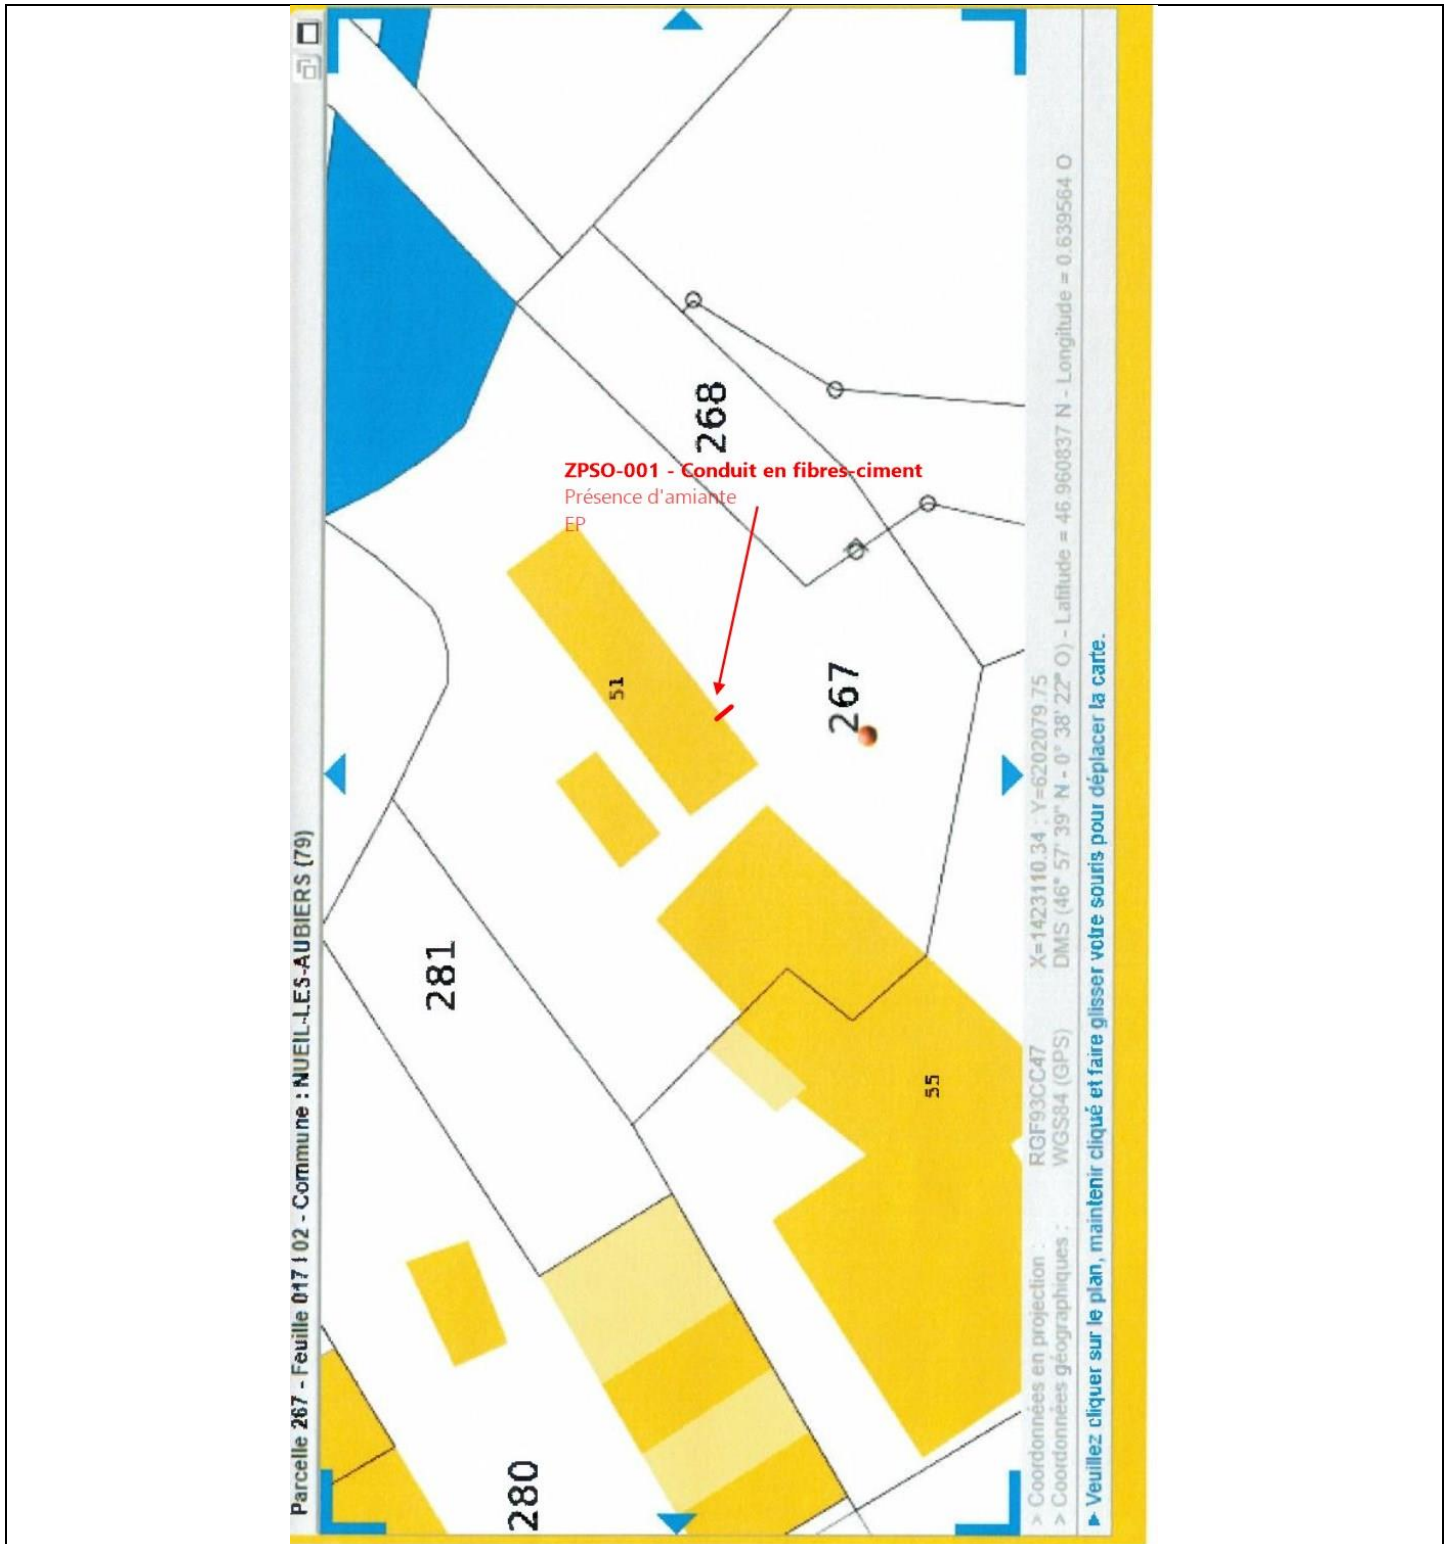 Parcelle 267 - Feuille 017 I 02 - Commune : NUEIL-LES-AUBIERS (79)
268
ZPSO-001 - Conduit en fibres-ciment
Présence d'amiante
EP
51
267
281
55
280
> Coordonnées en projection : RGF93CC47 X=1423110.34 ; Y=6202079.75
> Coordonnées géographiques : WGS84 (GPS) DMS (46° 57' 39" N - 0° 38' 22" O) - Latitude = 46.960837 N - Longitude = 0.639564 O
► Veuillez cliquer sur le plan, maintenir cliqué et faire glisser votre souris pour déplacer la carte.